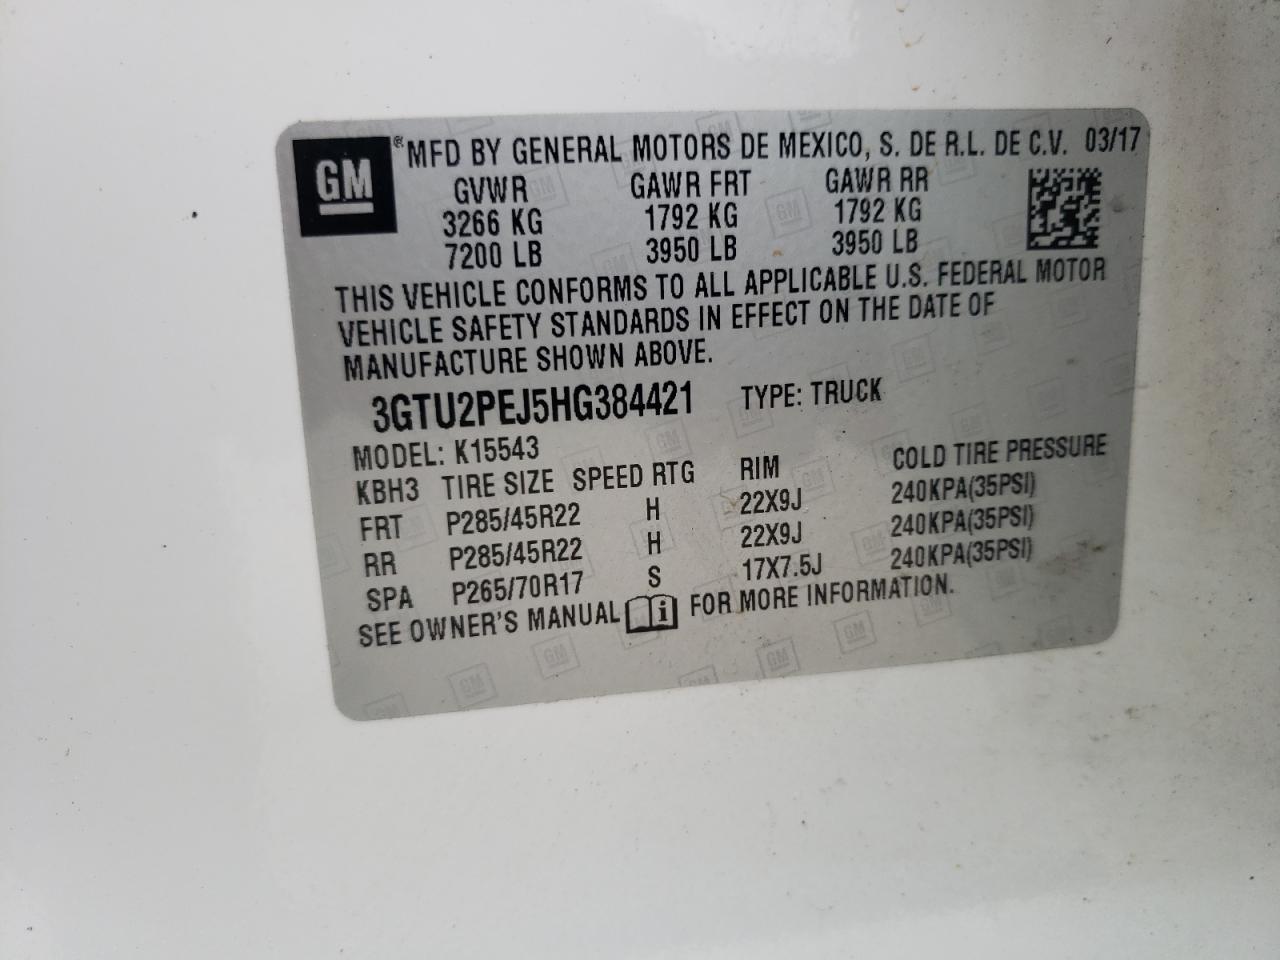 GM ® MFD BY GENERAL MOTORS DE MEXICO, S. DE R.L. DE C.V. 03/17
GVWR GAWR FRT GAWR RR
3266 KG 1792 KG 1792 KG
7200 LB 3950 LB 3950 LB
THIS VEHICLE CONFORMS TO ALL APPLICABLE U.S. FEDERAL MOTOR
VEHICLE SAFETY STANDARDS IN EFFECT ON THE DATE OF
MANUFACTURE SHOWN ABOVE.
3GTU2PEJ5HG384421 TYPE: TRUCK
MODEL: K15543
KBH3 TIRE SIZE SPEED RTG RIM COLD TIRE PRESSURE
FRT P285/45R22 H 22X9J 240KPA(35PSI)
RR P285/45R22 H 22X9J 240KPA(35PSI)
SPA P265/70R17 S 17X7.5J 240KPA(35PSI)
SEE OWNER'S MANUAL i FOR MORE INFORMATION.